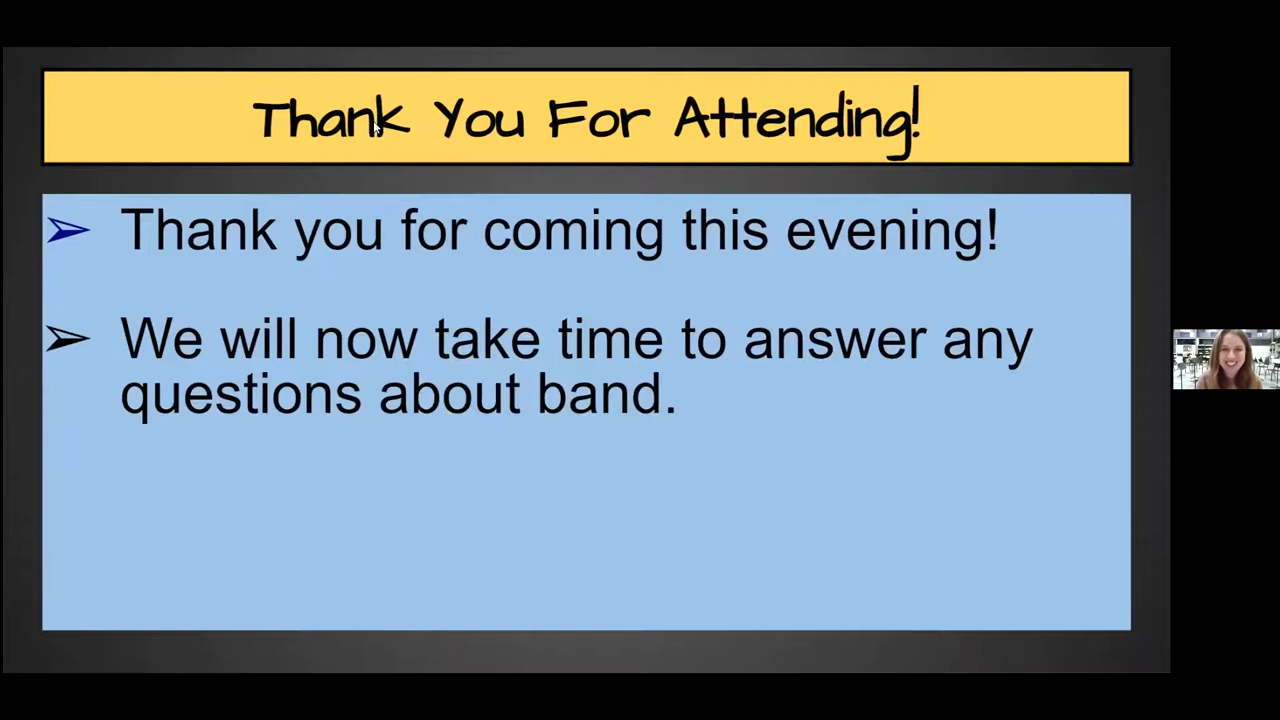 Thank You For Attending!
➢ Thank you for coming this evening!
➢ We will now take time to answer any
questions about band.